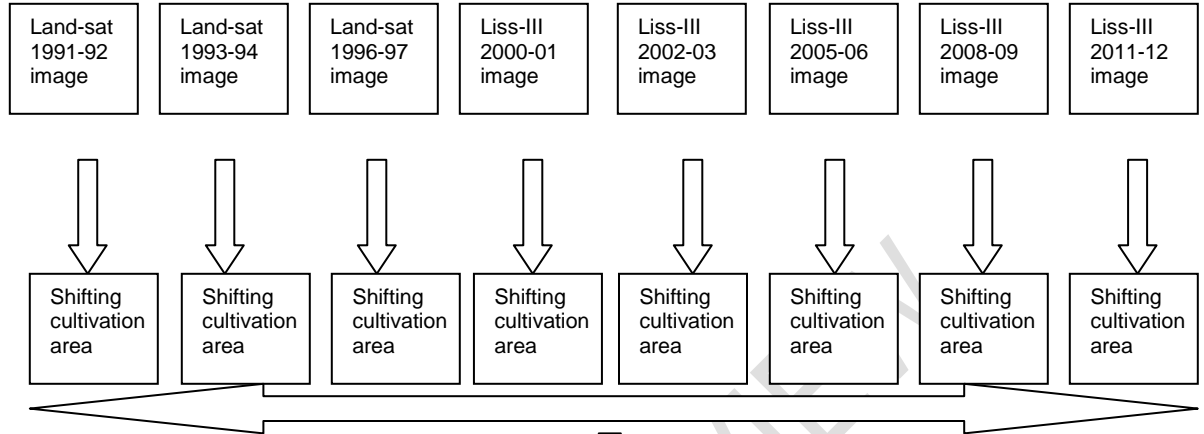 Land-sat
1991-92
image
Land-sat
1993-94
image
Land-sat
1996-97
image
Liss-III
2000-01
image
Liss-III
2002-03
image
Liss-III
2005-06
image
Liss-III
2008-09
image
Liss-III
2011-12
image
Shifting
cultivation
area
Shifting
cultivation
area
Shifting
cultivation
area
Shifting
cultivation
area
Shifting
cultivation
area
Shifting
cultivation
area
Shifting
cultivation
area
Shifting
cultivation
area